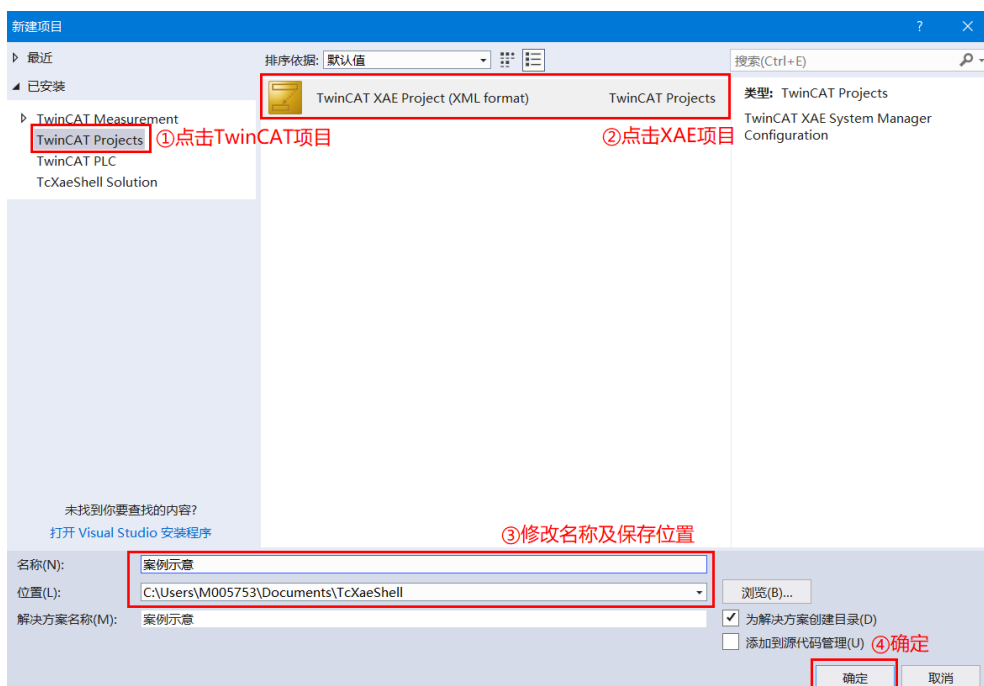 新建项目
最近
排序依据: 默认值
搜索(Ctrl+E)
已安装
TwinCAT Measurement
TwinCAT Projects
TwinCAT PLC
TcXaeShell Solution
①点击TwinCAT项目
TwinCAT XAE Project (XML format) TwinCAT Projects
②点击XAE项目
类型: TwinCAT Projects
TwinCAT XAE System Manager
Configuration
未找到你要查找的内容?
打开 Visual Studio 安装程序
③修改名称及保存位置
名称(N): 案例示意
位置(L): C:\Users\M005753\Documents\TcXaeShell 浏览(B)...
解决方案名称(M): 案例示意
为解决方案创建目录(D)
添加到源代码管理(U)
④确定
确定 取消